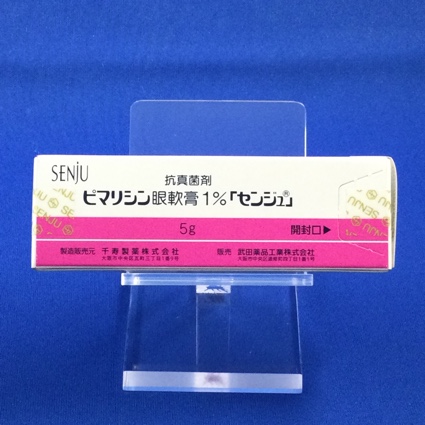 SENJU
抗真菌剤
ピマリシン眼軟膏1%「センジュ®」
5g
開封口▶
製造販売元 千寿製薬株式会社
販売 武田薬品工業株式会社
SENJU